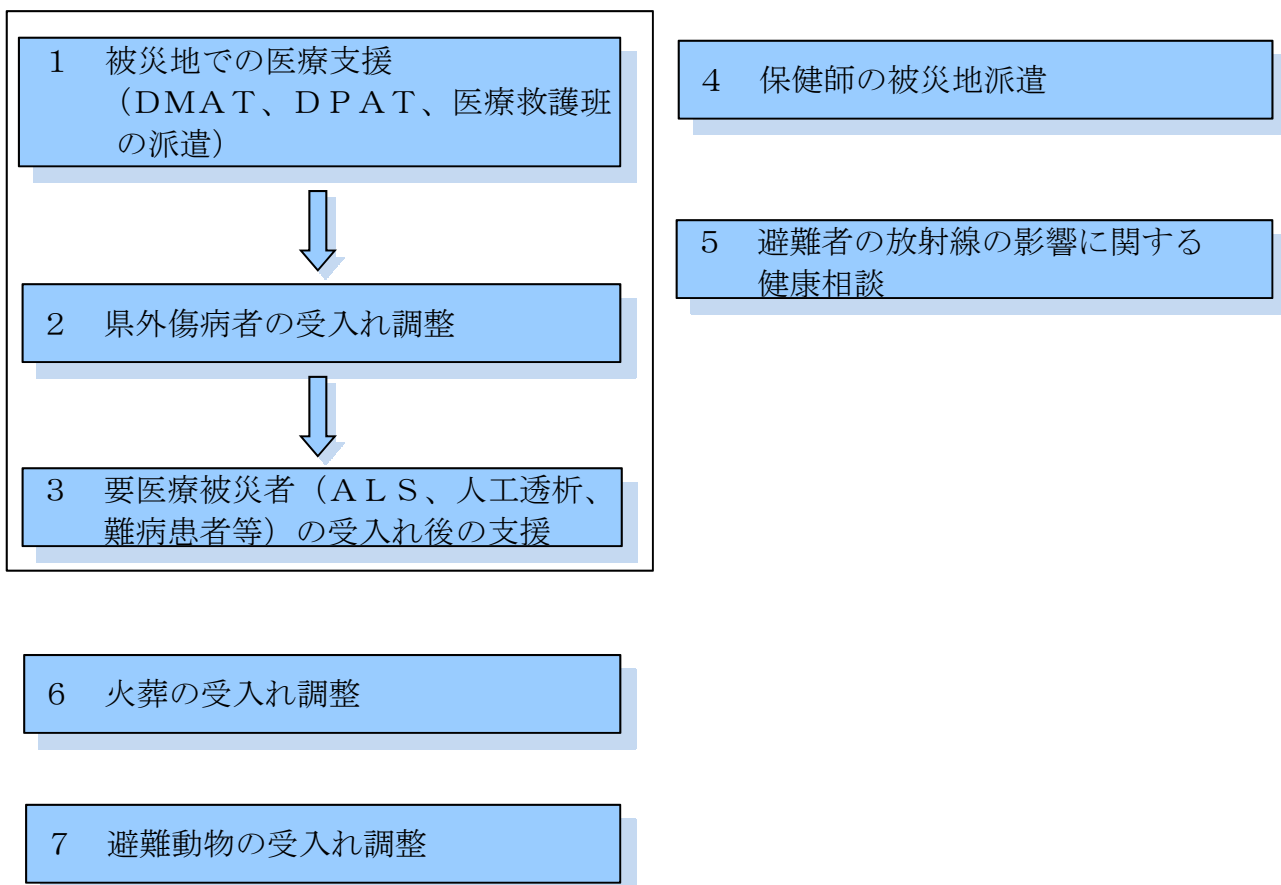 1 被災地での医療支援
(DMAT、DPAT、医療救護班
の派遣)
2 県外傷病者の受入れ調整
3 要医療被災者(ALS、人工透析、
難病患者等)の受入れ後の支援
4 保健師の被災地派遣
5 避難者の放射線の影響に関する
健康相談
6 火葬の受入れ調整
7 避難動物の受入れ調整